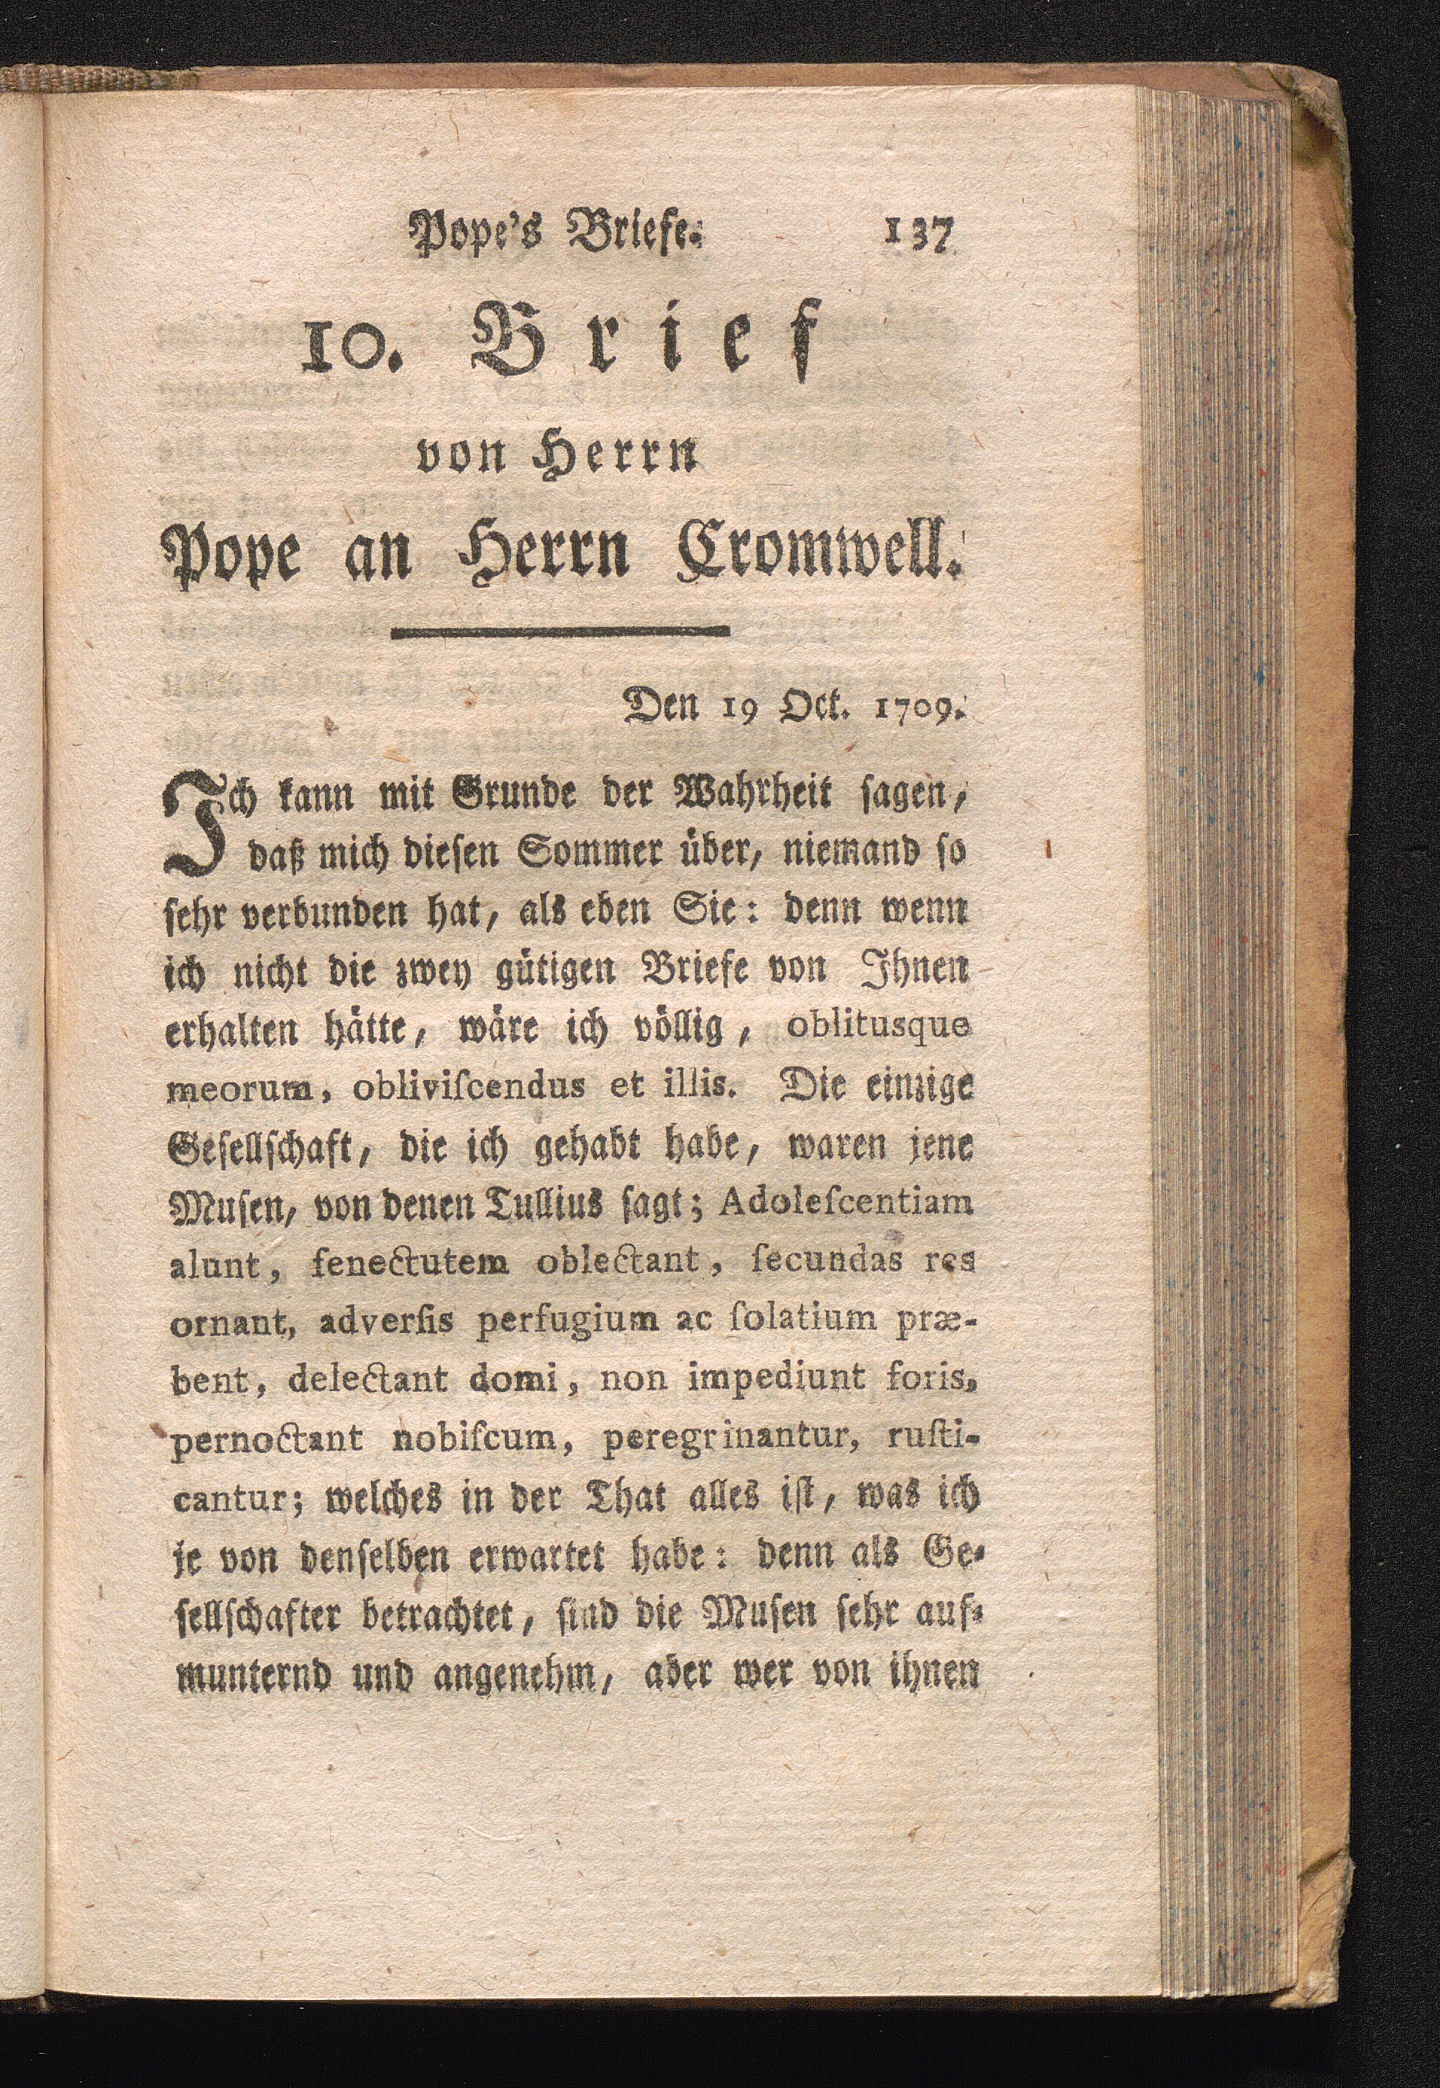 Pope's Briefe. 137
10. Brief
von Herrn
Pope an Herrn Cromwell.
Den 19 Oct. 1709.
Ich kann mit Grunde der Wahrheit sagen,
daß mich diesen Sommer über, niemand so
sehr verbunden hat, als eben Sie: denn wenn
ich nicht die zwey gütigen Briefe von Ihnen
erhalten hätte, wäre ich völlig, oblitusque
meorum, obliviſcendus et illis. Die einzige
Gesellschaft, die ich gehabt habe, waren jene
Musen, von denen Tullius sagt; Adoleſcentiam
alunt, ſenectutem oblectant, ſecundas res
ornant, adverſis perfugium ac ſolatium præ-
bent, delectant domi, non impediunt foris,
pernoctant nobiſcum, peregrinantur, ruſti-
cantur; welches in der That alles ist, was ich
je von denselben erwartet habe: denn als Ge-
sellschafter betrachtet, sind die Musen sehr auf-
munternd und angenehm, aber wer von ihnen